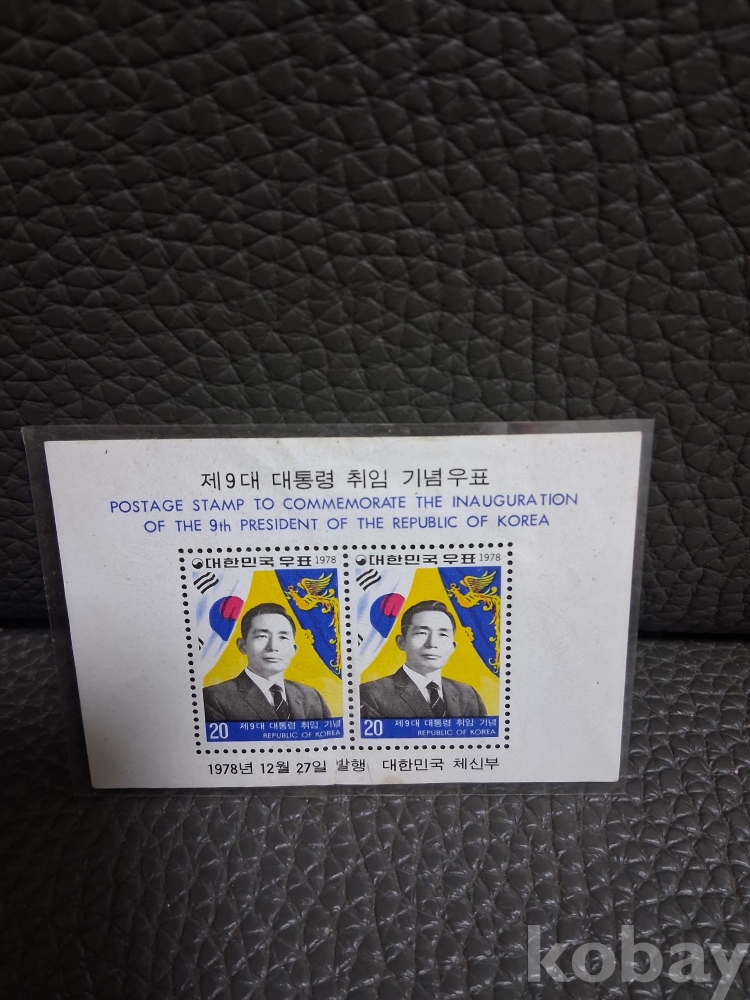 제9대 대통령 취임 기념우표
POSTAGE STAMP TO COMMEMORATE THE INAUGURATION
OF THE 9th PRESIDENT OF THE REPUBLIC OF KOREA
대한민국우표 1978
제9대 대통령 취임 기념
20
REPUBLIC OF KOREA
대한민국우표 1978
제9대 대통령 취임 기념
20
REPUBLIC OF KOREA
1978년 12월 27일 발행 대한민국 체신부
kobay